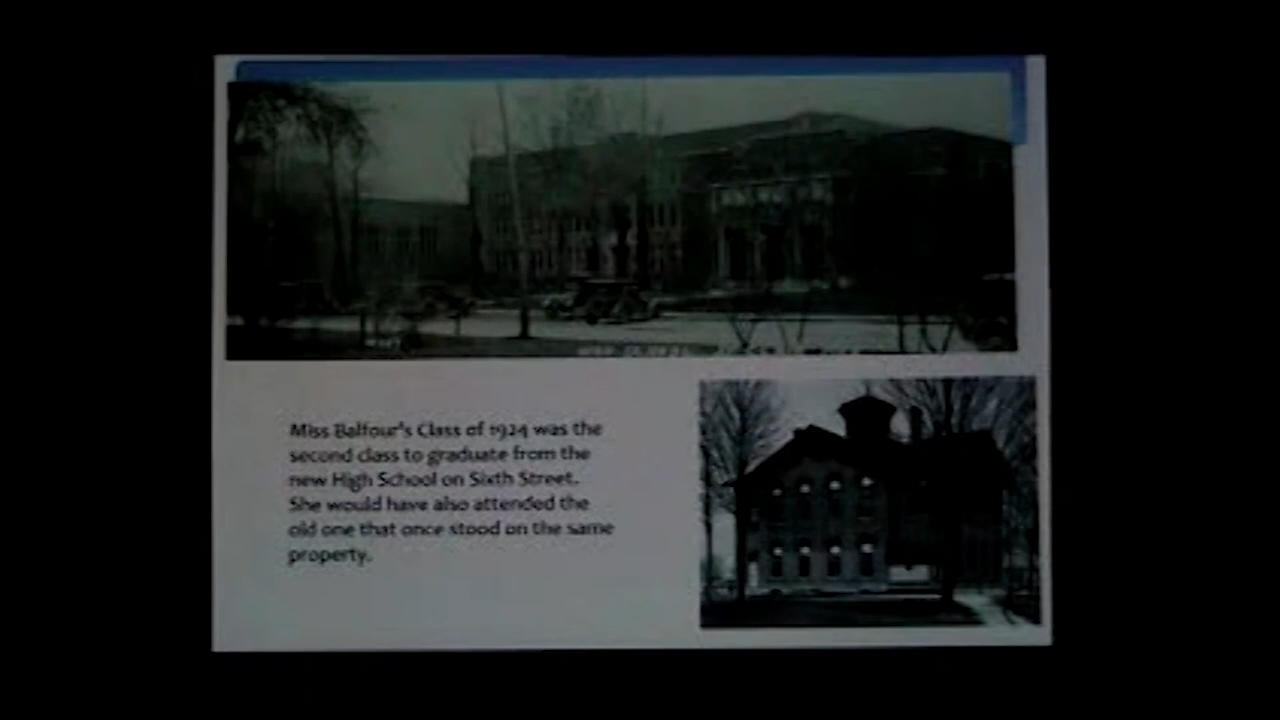 Miss Balfour's Class of 1924 was the
second class to graduate from the
new High School on Sixth Street.
She would have also attended the
old one that once stood on the same
property.